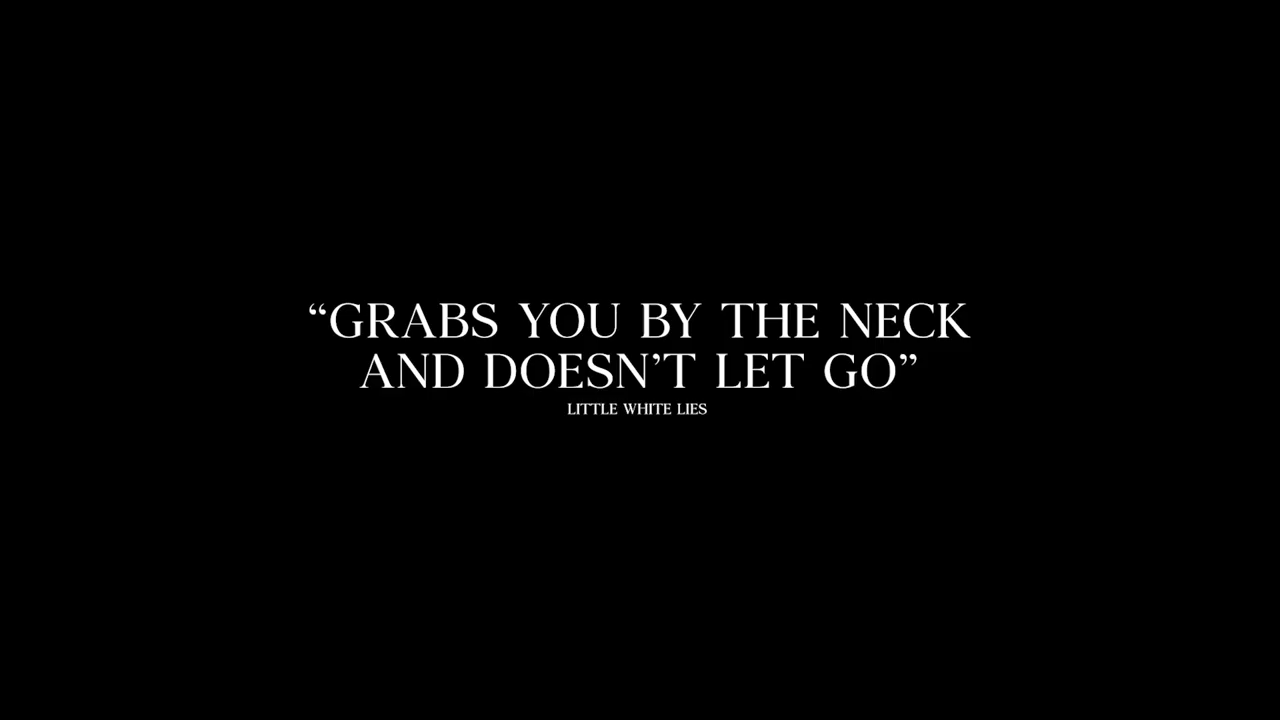 “GRABS YOU BY THE NECK
AND DOESN’T LET GO”
LITTLE WHITE LIES